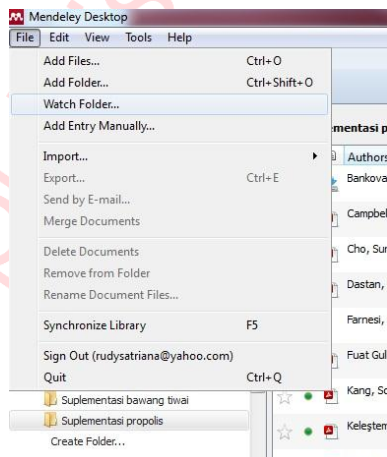 Mendeley Desktop
File Edit View Tools Help
Add Files... Ctrl+O
Add Folder... Ctrl+Shift+O
Watch Folder...
Add Entry Manually...
Import...
Export... Ctrl+E
Send by E-mail...
Merge Documents
Delete Documents
Remove from Folder
Rename Document Files...
Synchronize Library F5
Sign Out (rudysatriana@yahoo.com)
Quit Ctrl+Q
Suplementasi bawang tiwai
Suplementasi propolis
Create Folder...
mentasi p
Authors
Bankova
Campbel
Cho, Sur
Dastan,
Farnesi,
Fuat Gul
Kang, So
Keleştem